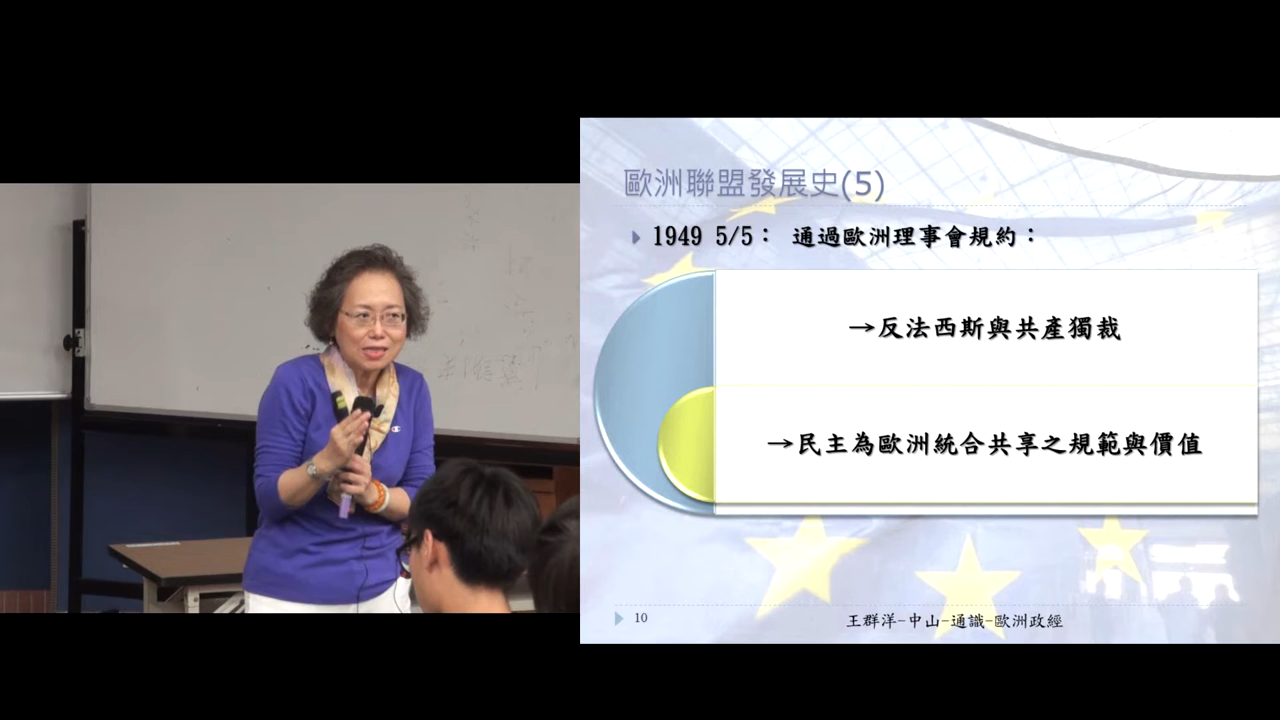 歐洲聯盟發展史(5)
1949 5/5： 通過歐洲理事會規約：
→反法西斯與共產獨裁
→民主為歐洲統合共享之規範與價值
10
王群洋-中山-通識-歐洲政經